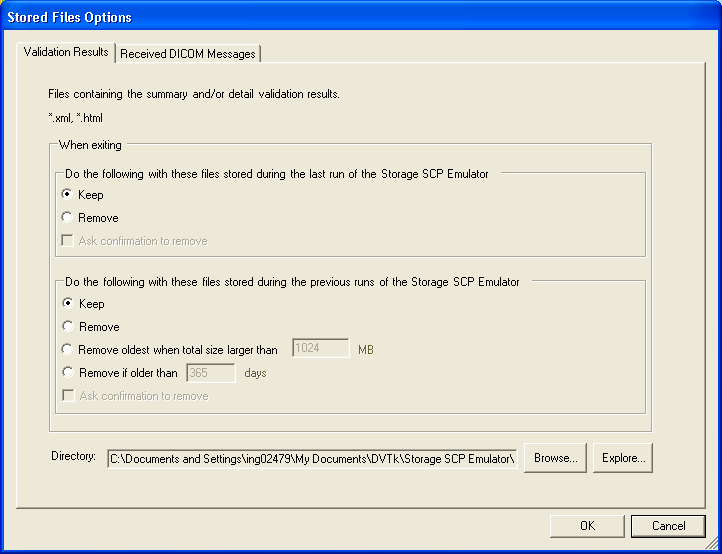 Stored Files Options
Validation Results
Received DICOM Messages
Files containing the summary and/or detail validation results.
*.xml, *.html
When exiting
Do the following with these files stored during the last run of the Storage SCP Emulator
Keep
Remove
Ask confirmation to remove
Do the following with these files stored during the previous runs of the Storage SCP Emulator
Keep
Remove
Remove oldest when total size larger than 1024 MB
Remove if older than 365 days
Ask confirmation to remove
Directory: C:\Documents and Settings\ing02479\My Documents\DVTk\Storage SCP Emulator\ Browse... Explore...
OK Cancel